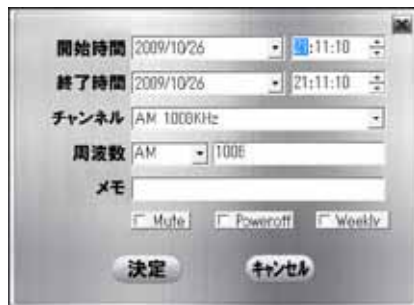 開始時間 2009/10/26 21:11:10
終了時間 2009/10/26 21:11:10
チャンネル AM 1008KHz
周波数 AM 1008
メモ
Mute Poweroff Weekly
決定 キャンセル